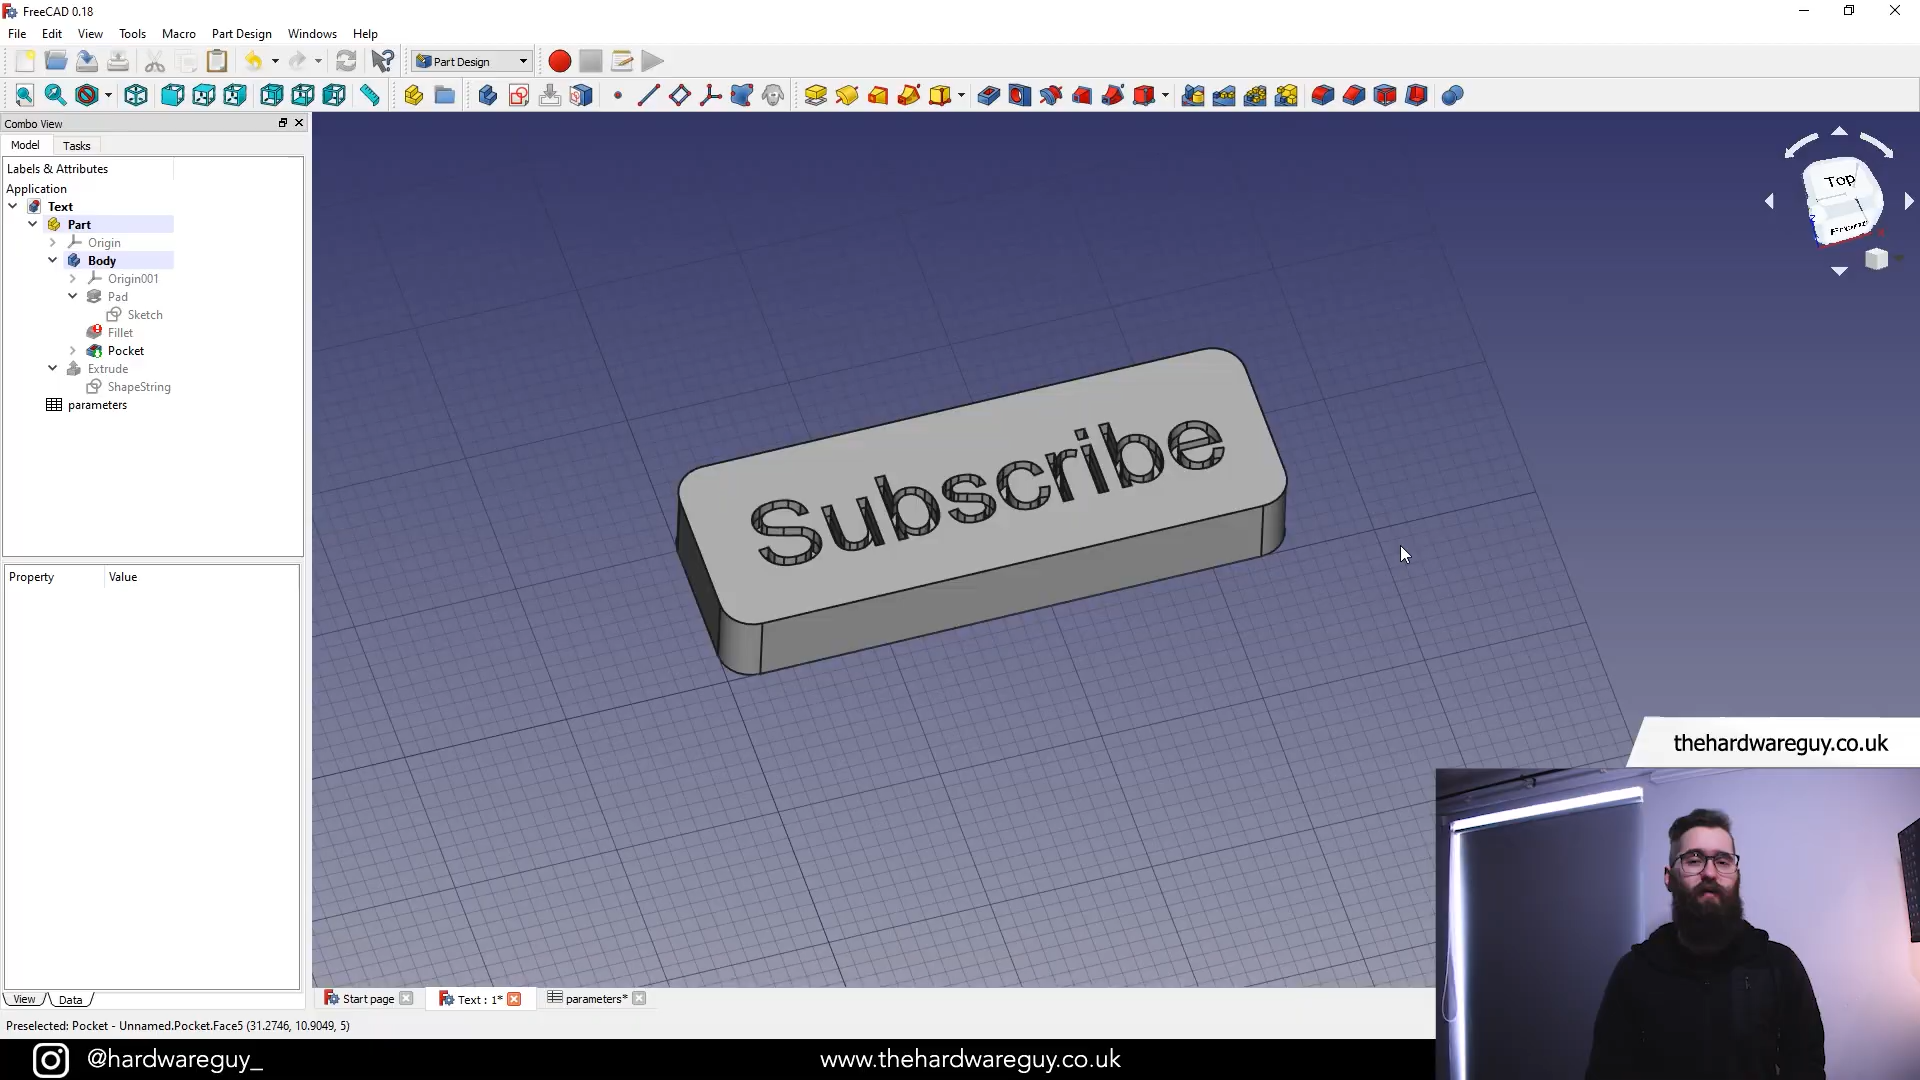 FreeCAD 0.18
File Edit View Tools Macro Part Design Windows Help
Part Design
Combo View
Model Tasks
Labels & Attributes
Application
Text
Part
Origin
Body
Origin001
Pad
Sketch
Fillet
Pocket
Extrude
ShapeString
parameters
Property Value
View Data
Top
Front
Subscribe
thehardwareguy.co.uk
Start page Text : 1* parameters*
Preselected: Pocket - Unnamed.Pocket.Face5 (31.2746, 10.9049, 5)
@hardwareguy_ www.thehardwareguy.co.uk